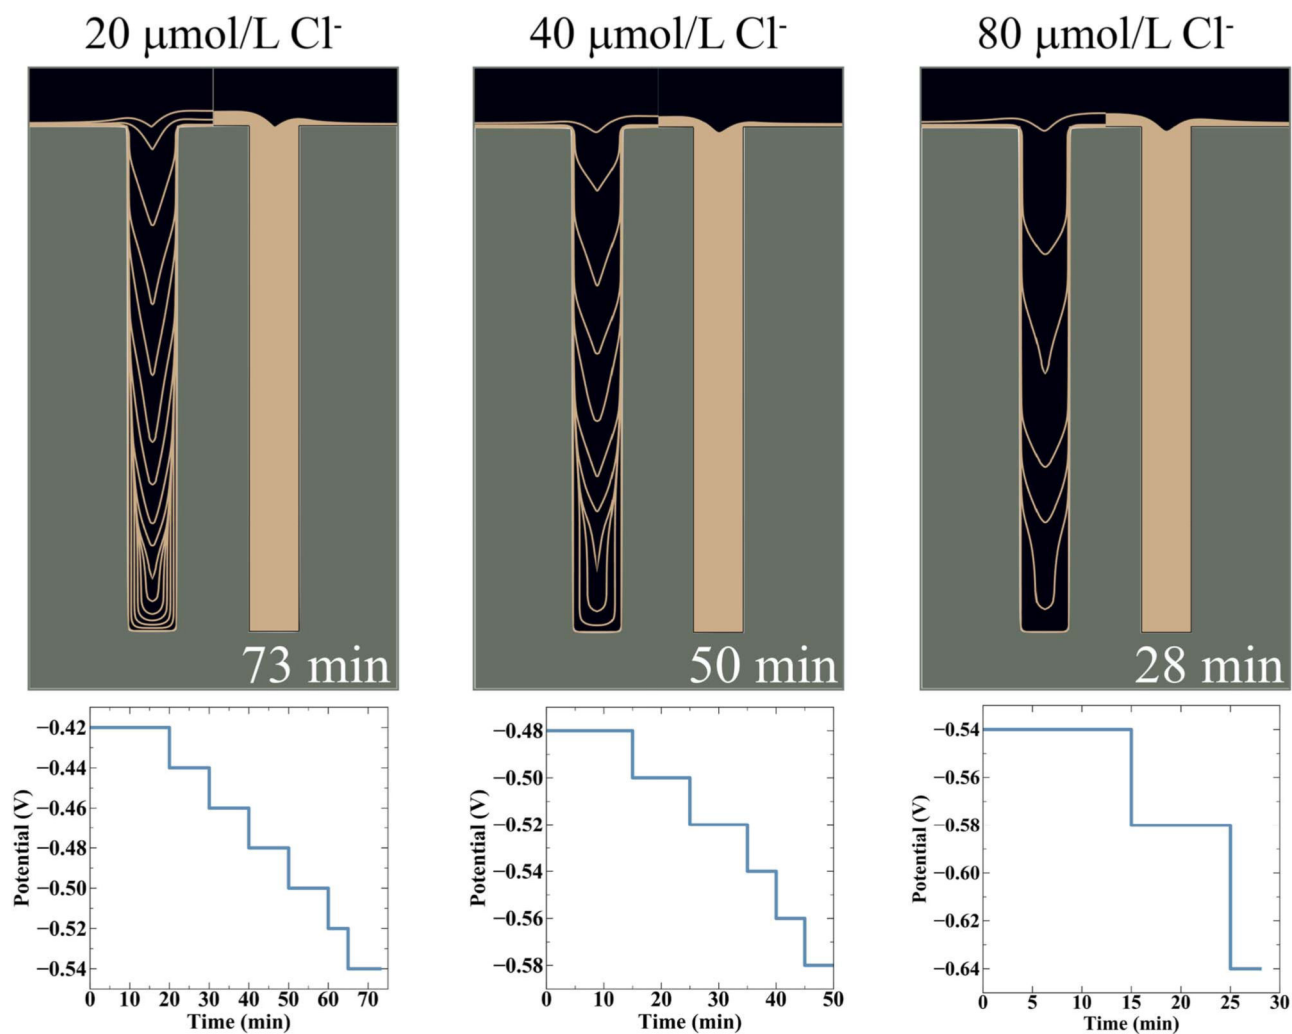 20 μmol/L Cl⁻
40 μmol/L Cl⁻
80 μmol/L Cl⁻
73 min
50 min
28 min
Potential (V)
−0.42
−0.44
−0.46
−0.48
−0.50
−0.52
−0.54
0 10 20 30 40 50 60 70
Time (min)
Potential (V)
−0.48
−0.50
−0.52
−0.54
−0.56
−0.58
0 10 20 30 40 50
Time (min)
Potential (V)
−0.54
−0.56
−0.58
−0.60
−0.62
−0.64
0 5 10 15 20 25 30
Time (min)